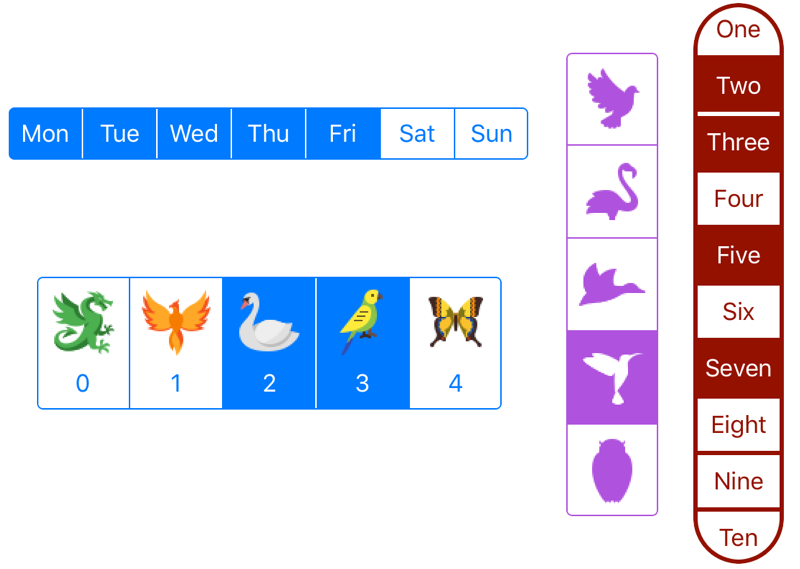 Mon Tue Wed Thu Fri Sat Sun
0 1 2 3 4
One
Two
Three
Four
Five
Six
Seven
Eight
Nine
Ten